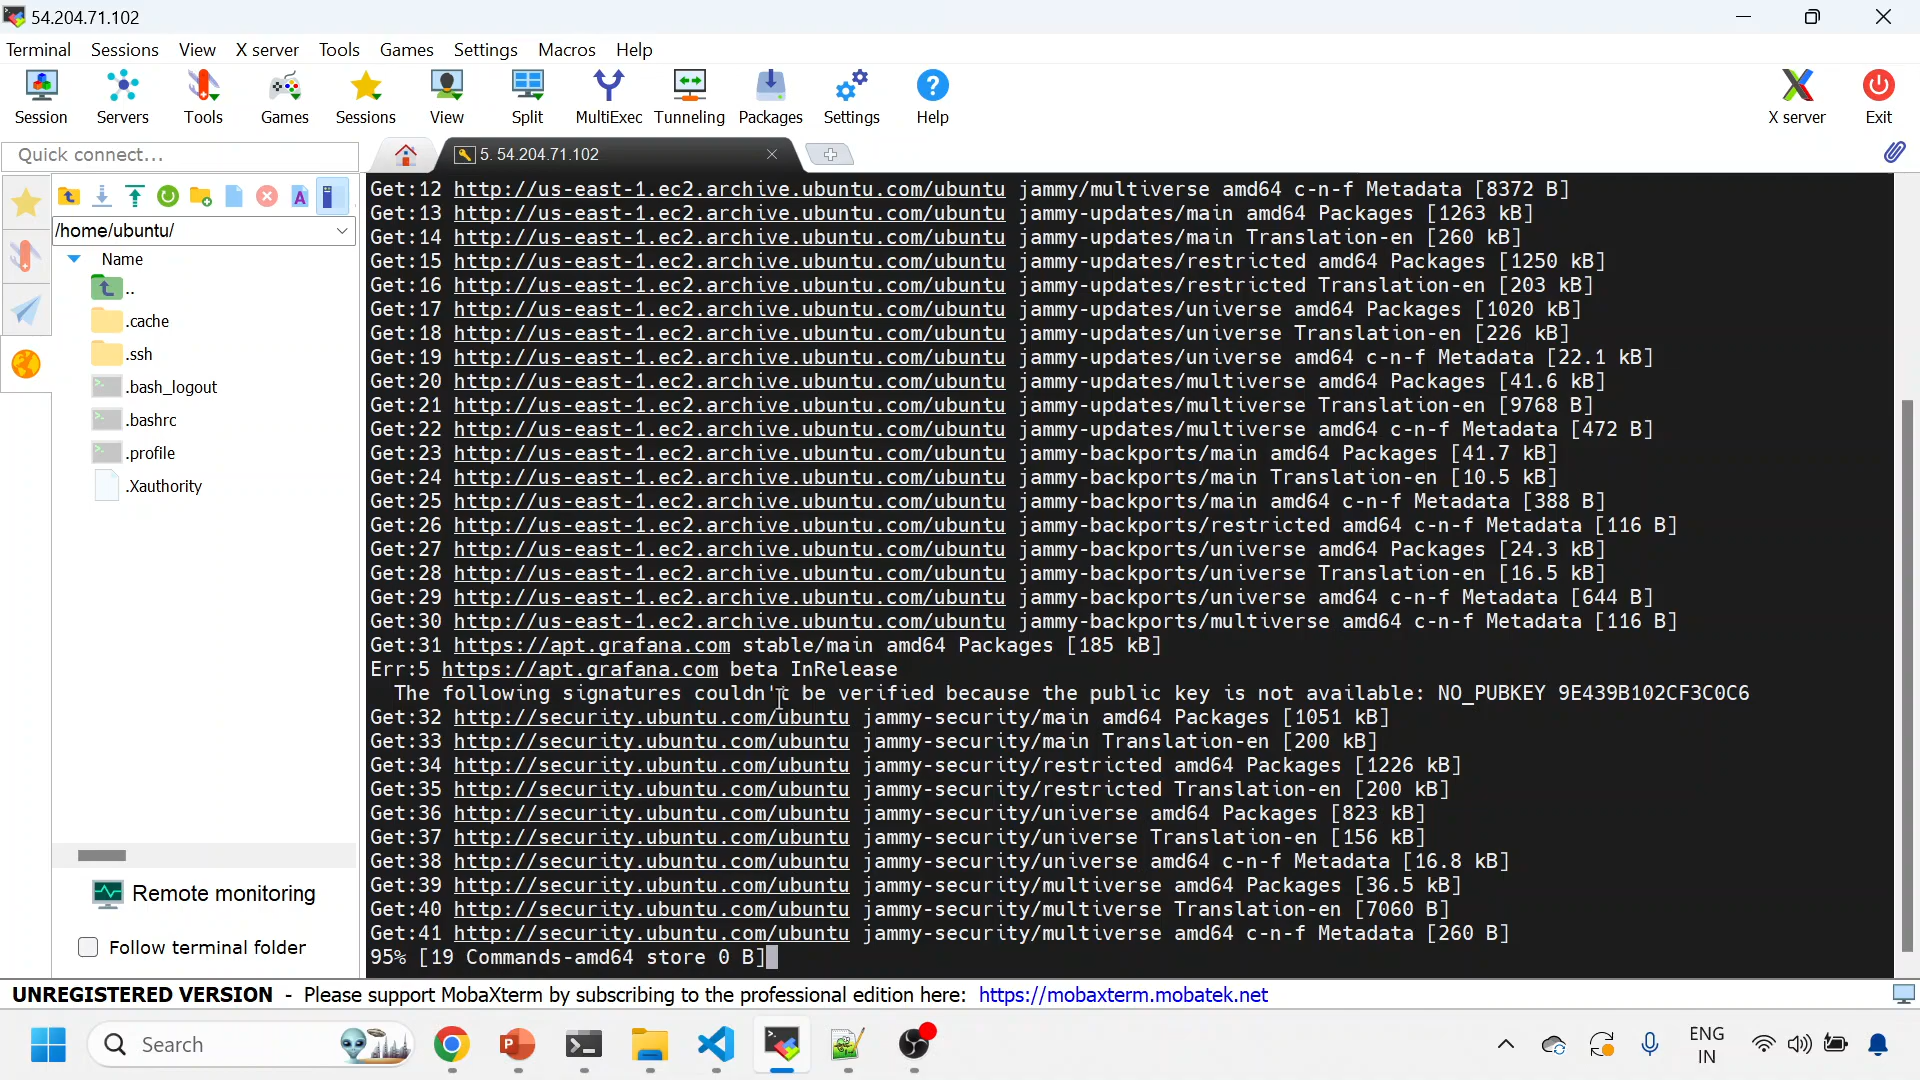 54.204.71.102
Terminal Sessions View X server Tools Games Settings Macros Help
Session Servers Tools Games Sessions View Split MultiExec Tunneling Packages Settings Help X server Exit
Quick connect...
5. 54.204.71.102
/home/ubuntu/
Name
..
.cache
.ssh
.bash_logout
.bashrc
.profile
.Xauthority
Remote monitoring
Follow terminal folder
Get:12 http://us-east-1.ec2.archive.ubuntu.com/ubuntu jammy/multiverse amd64 c-n-f Metadata [8372 B]
Get:13 http://us-east-1.ec2.archive.ubuntu.com/ubuntu jammy-updates/main amd64 Packages [1263 kB]
Get:14 http://us-east-1.ec2.archive.ubuntu.com/ubuntu jammy-updates/main Translation-en [260 kB]
Get:15 http://us-east-1.ec2.archive.ubuntu.com/ubuntu jammy-updates/restricted amd64 Packages [1250 kB]
Get:16 http://us-east-1.ec2.archive.ubuntu.com/ubuntu jammy-updates/restricted Translation-en [203 kB]
Get:17 http://us-east-1.ec2.archive.ubuntu.com/ubuntu jammy-updates/universe amd64 Packages [1020 kB]
Get:18 http://us-east-1.ec2.archive.ubuntu.com/ubuntu jammy-updates/universe Translation-en [226 kB]
Get:19 http://us-east-1.ec2.archive.ubuntu.com/ubuntu jammy-updates/universe amd64 c-n-f Metadata [22.1 kB]
Get:20 http://us-east-1.ec2.archive.ubuntu.com/ubuntu jammy-updates/multiverse amd64 Packages [41.6 kB]
Get:21 http://us-east-1.ec2.archive.ubuntu.com/ubuntu jammy-updates/multiverse Translation-en [9768 B]
Get:22 http://us-east-1.ec2.archive.ubuntu.com/ubuntu jammy-updates/multiverse amd64 c-n-f Metadata [472 B]
Get:23 http://us-east-1.ec2.archive.ubuntu.com/ubuntu jammy-backports/main amd64 Packages [41.7 kB]
Get:24 http://us-east-1.ec2.archive.ubuntu.com/ubuntu jammy-backports/main Translation-en [10.5 kB]
Get:25 http://us-east-1.ec2.archive.ubuntu.com/ubuntu jammy-backports/main amd64 c-n-f Metadata [388 B]
Get:26 http://us-east-1.ec2.archive.ubuntu.com/ubuntu jammy-backports/restricted amd64 c-n-f Metadata [116 B]
Get:27 http://us-east-1.ec2.archive.ubuntu.com/ubuntu jammy-backports/universe amd64 Packages [24.3 kB]
Get:28 http://us-east-1.ec2.archive.ubuntu.com/ubuntu jammy-backports/universe Translation-en [16.5 kB]
Get:29 http://us-east-1.ec2.archive.ubuntu.com/ubuntu jammy-backports/universe amd64 c-n-f Metadata [644 B]
Get:30 http://us-east-1.ec2.archive.ubuntu.com/ubuntu jammy-backports/multiverse amd64 c-n-f Metadata [116 B]
Get:31 https://apt.grafana.com stable/main amd64 Packages [185 kB]
Err:5 https://apt.grafana.com beta InRelease
The following signatures couldn't be verified because the public key is not available: NO_PUBKEY 9E439B102CF3C0C6
Get:32 http://security.ubuntu.com/ubuntu jammy-security/main amd64 Packages [1051 kB]
Get:33 http://security.ubuntu.com/ubuntu jammy-security/main Translation-en [200 kB]
Get:34 http://security.ubuntu.com/ubuntu jammy-security/restricted amd64 Packages [1226 kB]
Get:35 http://security.ubuntu.com/ubuntu jammy-security/restricted Translation-en [200 kB]
Get:36 http://security.ubuntu.com/ubuntu jammy-security/universe amd64 Packages [823 kB]
Get:37 http://security.ubuntu.com/ubuntu jammy-security/universe Translation-en [156 kB]
Get:38 http://security.ubuntu.com/ubuntu jammy-security/universe amd64 c-n-f Metadata [16.8 kB]
Get:39 http://security.ubuntu.com/ubuntu jammy-security/multiverse amd64 Packages [36.5 kB]
Get:40 http://security.ubuntu.com/ubuntu jammy-security/multiverse Translation-en [7060 B]
Get:41 http://security.ubuntu.com/ubuntu jammy-security/multiverse amd64 c-n-f Metadata [260 B]
95% [19 Commands-amd64 store 0 B]
UNREGISTERED VERSION - Please support MobaXterm by subscribing to the professional edition here: https://mobaxterm.mobatek.net
Search
ENG
IN